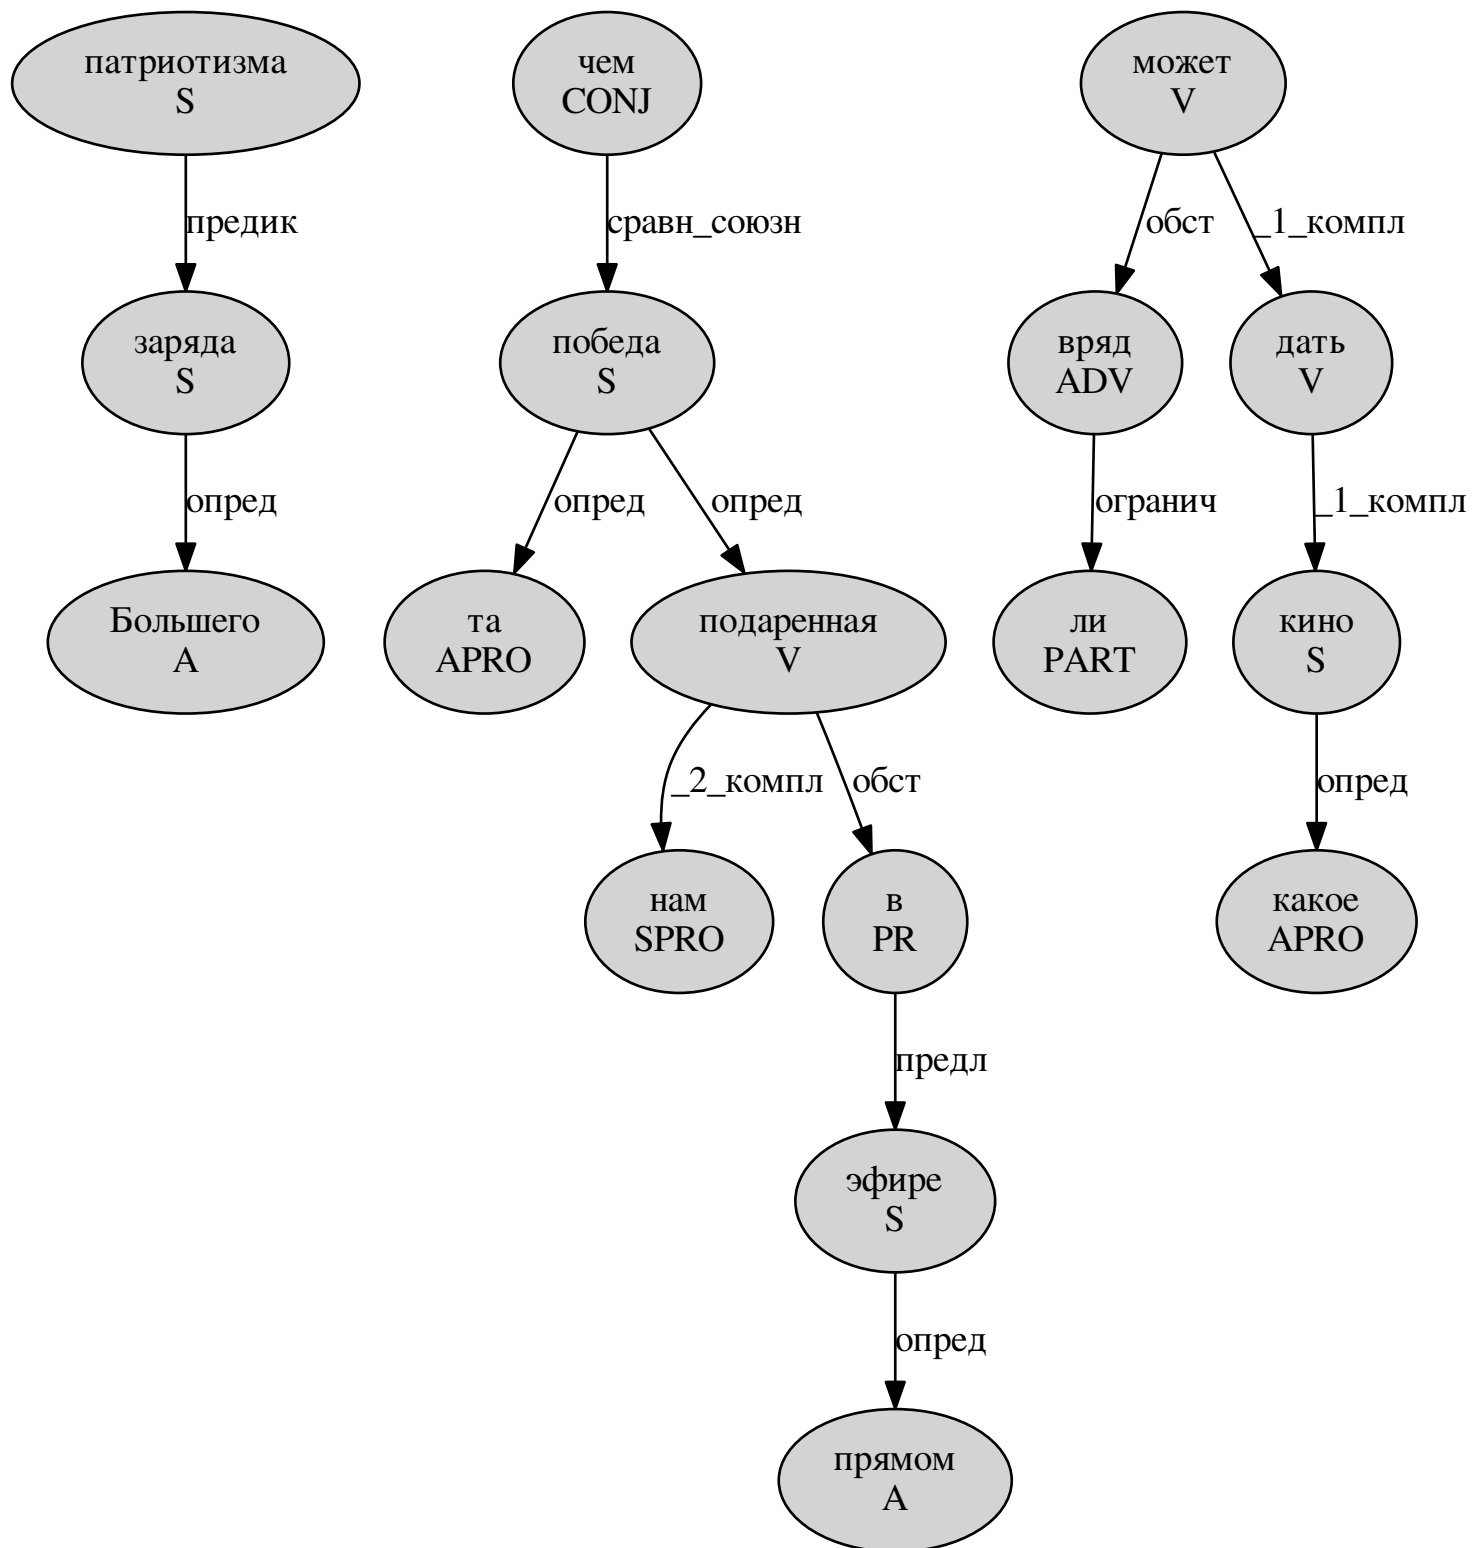 патриотизма
S
чем
CONJ
может
V
предик
сравн_союзн
обст
_1_компл
заряда
S
победа
S
вряд
ADV
дать
V
опред
опред
опред
огранич
_1_компл
Большего
A
та
APRO
подаренная
V
ли
PART
кино
S
_2_компл
обст
опред
нам
SPRO
в
PR
какое
APRO
предл
эфире
S
опред
прямом
A